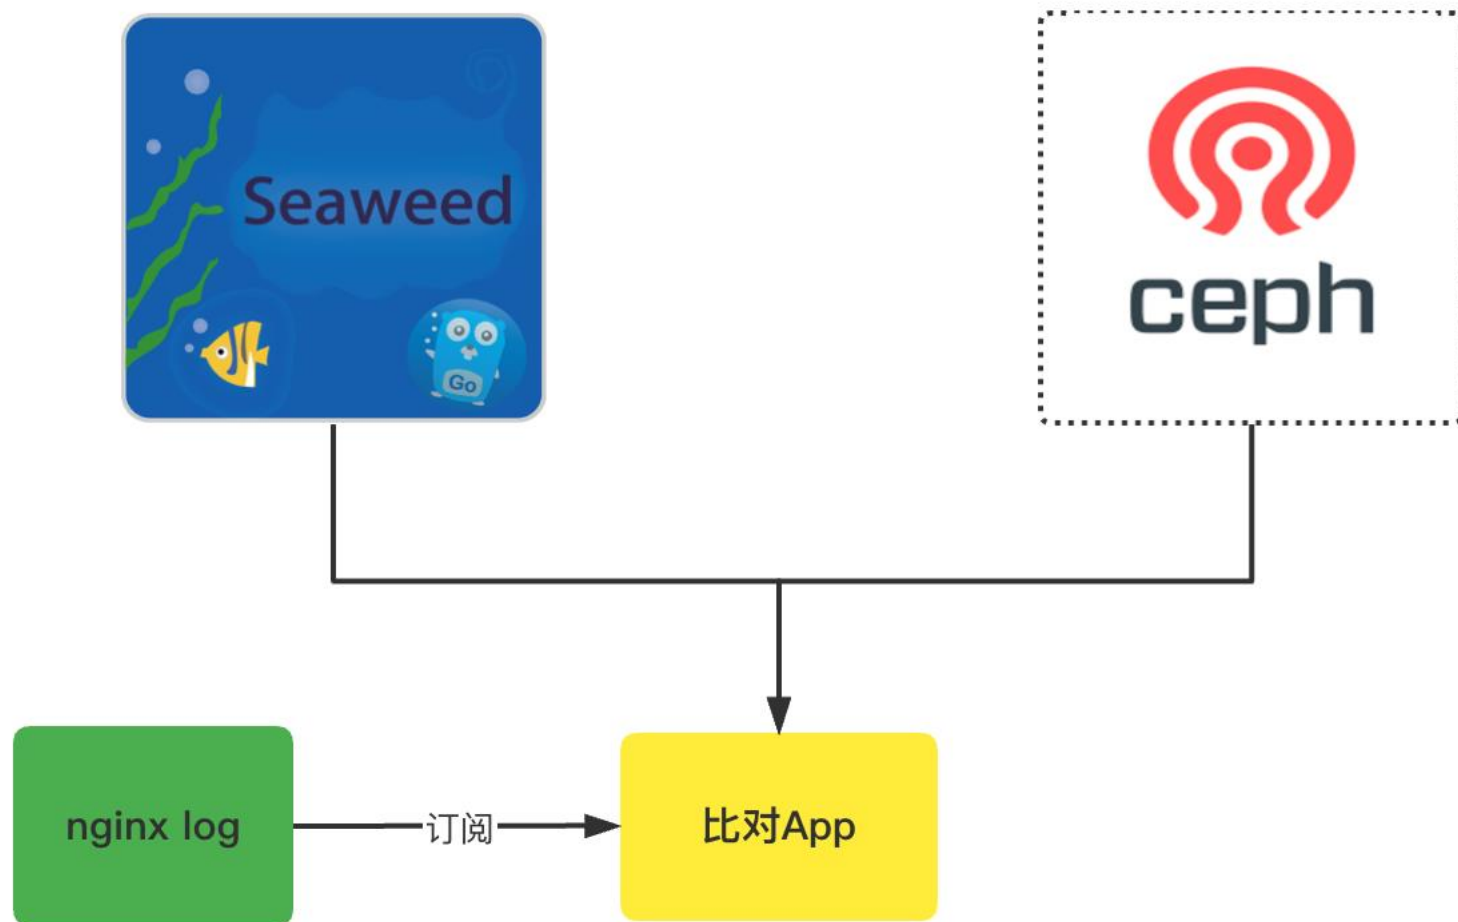 Seaweed
Go
ceph
nginx log
订阅
比对App